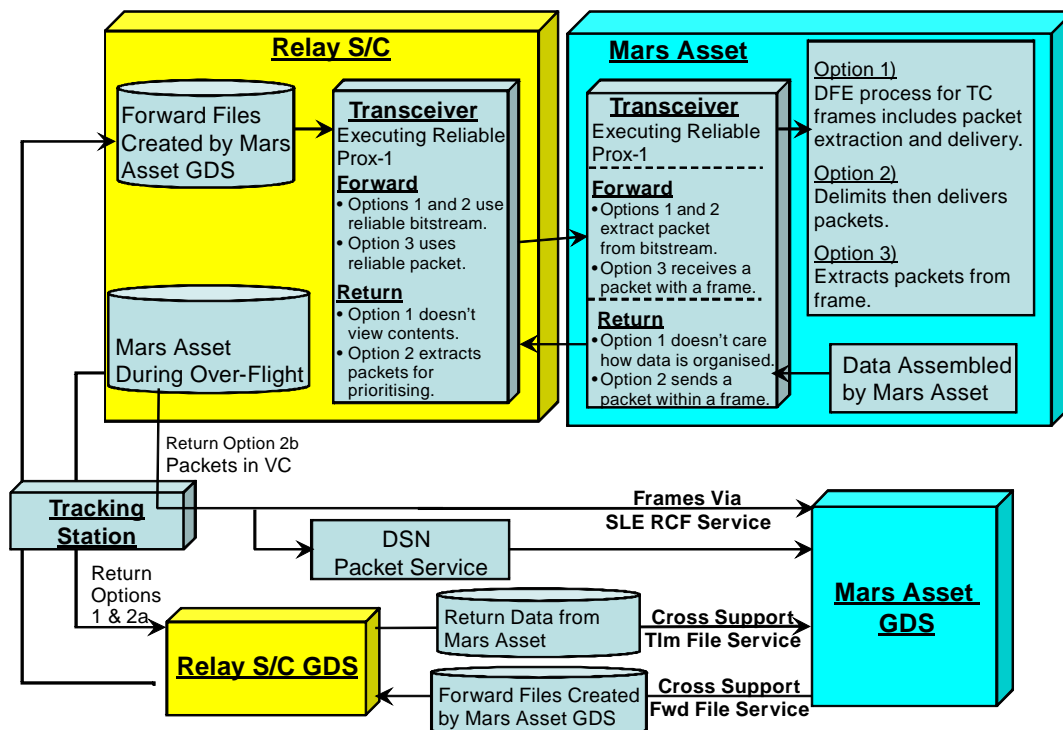 Relay S/C
Forward Files
Created by Mars
Asset GDS
Transceiver
Executing Reliable
Prox-1
Forward
• Options 1 and 2 use
reliable bitstream.
• Option 3 uses
reliable packet.
Return
• Option 1 doesn't
view contents.
• Option 2 extracts
packets for
prioritising.
Mars Asset
During Over-Flight
Mars Asset
Transceiver
Executing Reliable
Prox-1
Forward
• Options 1 and 2
extract packet
from bitstream.
• Option 3 receives a
packet with a frame.
Return
• Option 1 doesn't care
how data is organised.
• Option 2 sends a
packet within a frame.
Option 1)
DFE process for TC
frames includes packet
extraction and delivery.
Option 2)
Delimits then delivers
packets.
Option 3)
Extracts packets from
frame.
Data Assembled
by Mars Asset
Return Option 2b
Packets in VC
Tracking
Station
Frames Via
SLE RCF Service
DSN
Packet Service
Return
Options
1 & 2a
Relay S/C GDS
Return Data from
Mars Asset
Cross Support
Tlm File Service
Forward Files Created
by Mars Asset GDS
Cross Support
Fwd File Service
Mars Asset
GDS